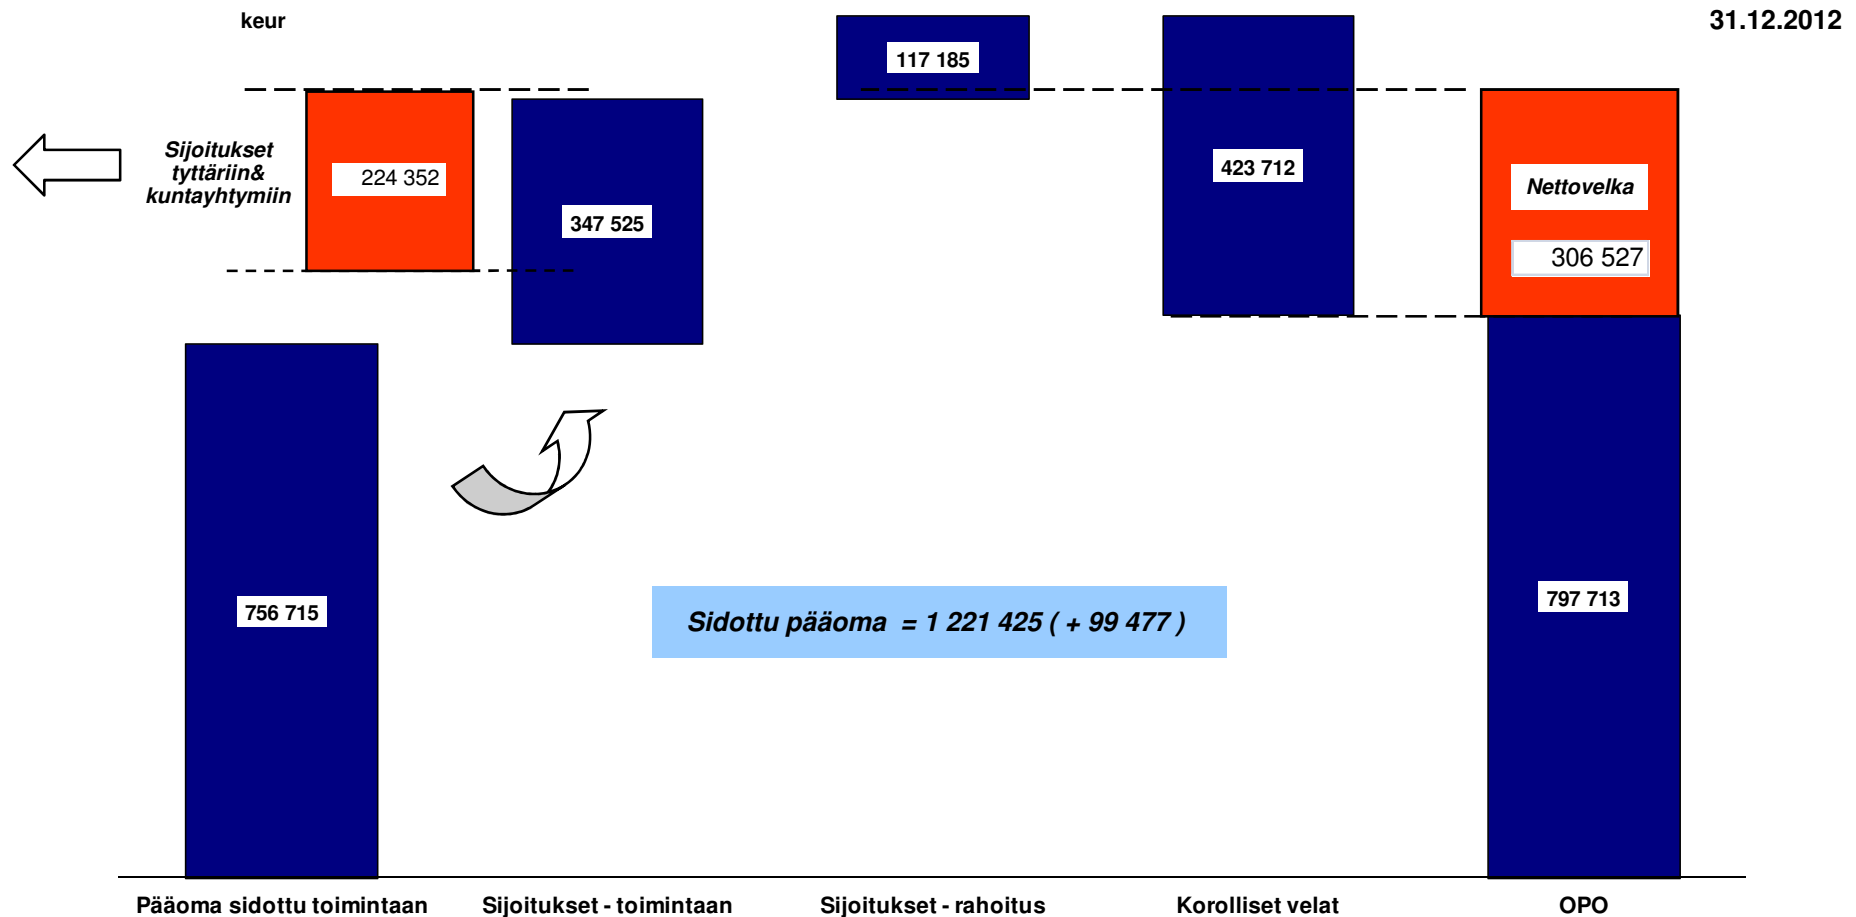 keur
31.12.2012
117 185
Sijoitukset
tyttäriin&
kuntayhtymiin
224 352
347 525
423 712
Nettovelka
306 527
756 715
Sidottu pääoma = 1 221 425 ( + 99 477 )
797 713
Pääoma sidottu toimintaan
Sijoitukset - toimintaan
Sijoitukset - rahoitus
Korolliset velat
OPO